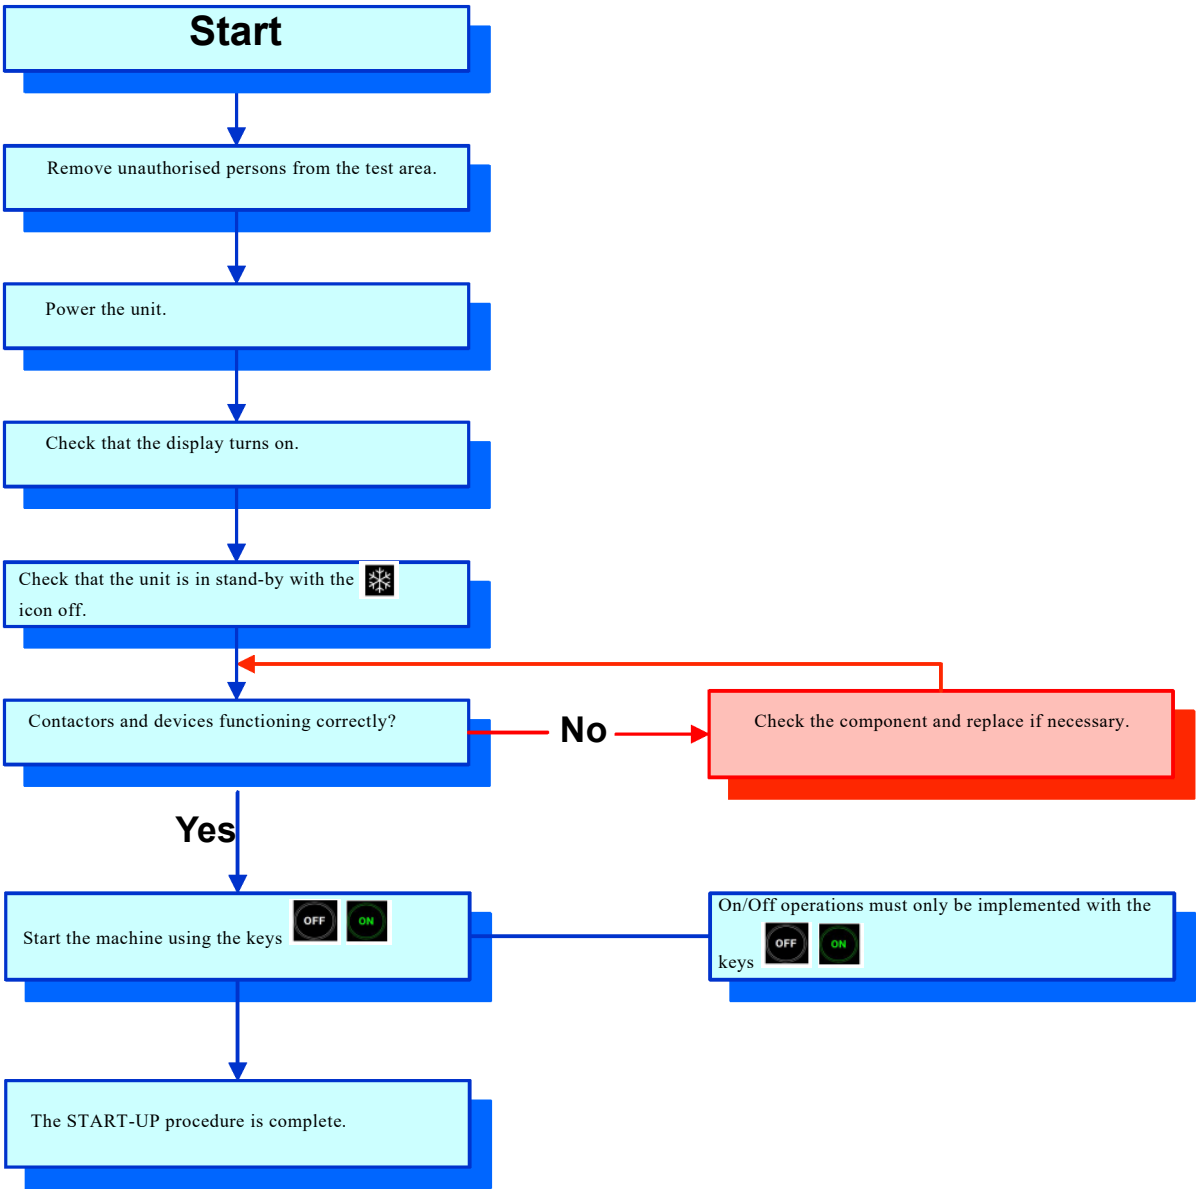 Start
Remove unauthorised persons from the test area.
Power the unit.
Check that the display turns on.
Check that the unit is in stand-by with the
icon off.
Contactors and devices functioning correctly?
No
Check the component and replace if necessary.
Yes
Start the machine using the keys OFF ON
On/Off operations must only be implemented with the
keys OFF ON
The START-UP procedure is complete.